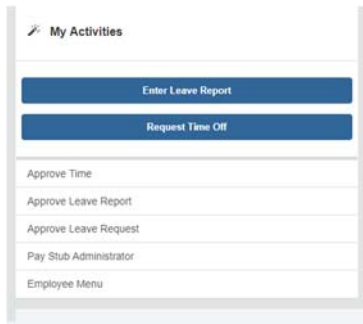 My Activities
Enter Leave Report
Request Time Off
Approve Time
Approve Leave Report
Approve Leave Request
Pay Stub Administrator
Employee Menu